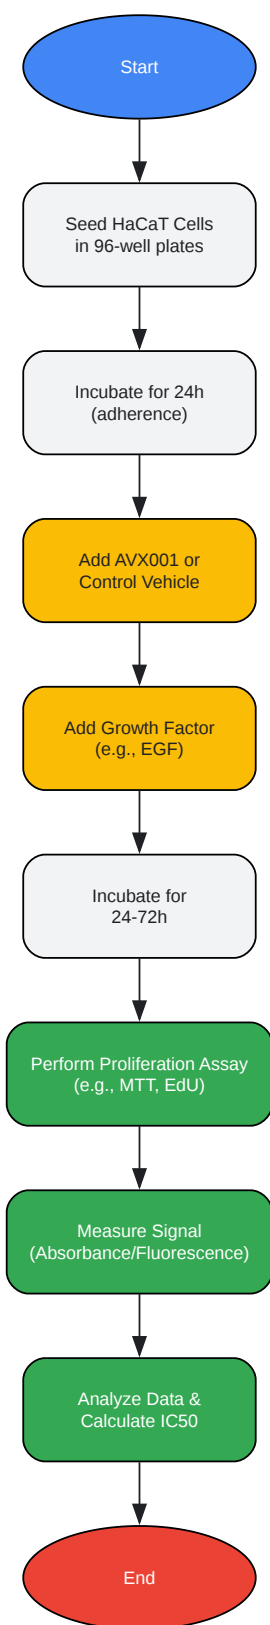 Start
Seed HaCaT Cells
in 96-well plates
Incubate for 24h
(adherence)
Add AVX001 or
Control Vehicle
Add Growth Factor
(e.g., EGF)
Incubate for
24-72h
Perform Proliferation Assay
(e.g., MTT, EdU)
Measure Signal
(Absorbance/Fluorescence)
Analyze Data &
Calculate IC50
End